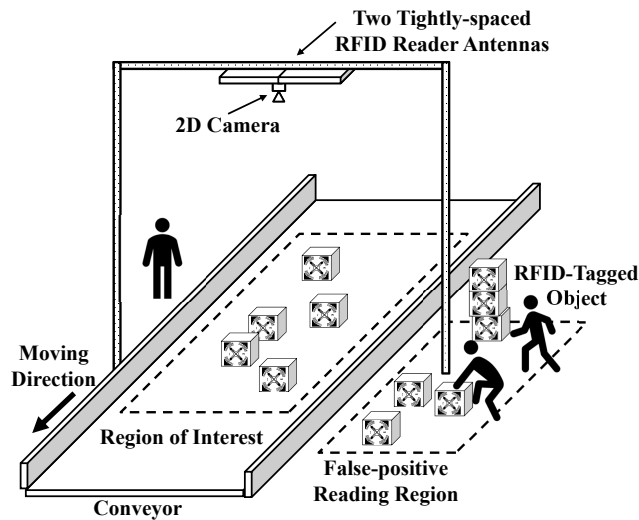 Two Tightly-spaced
RFID Reader Antennas
2D Camera
RFID-Tagged
Object
Moving
Direction
Region of Interest
False-positive
Reading Region
Conveyor